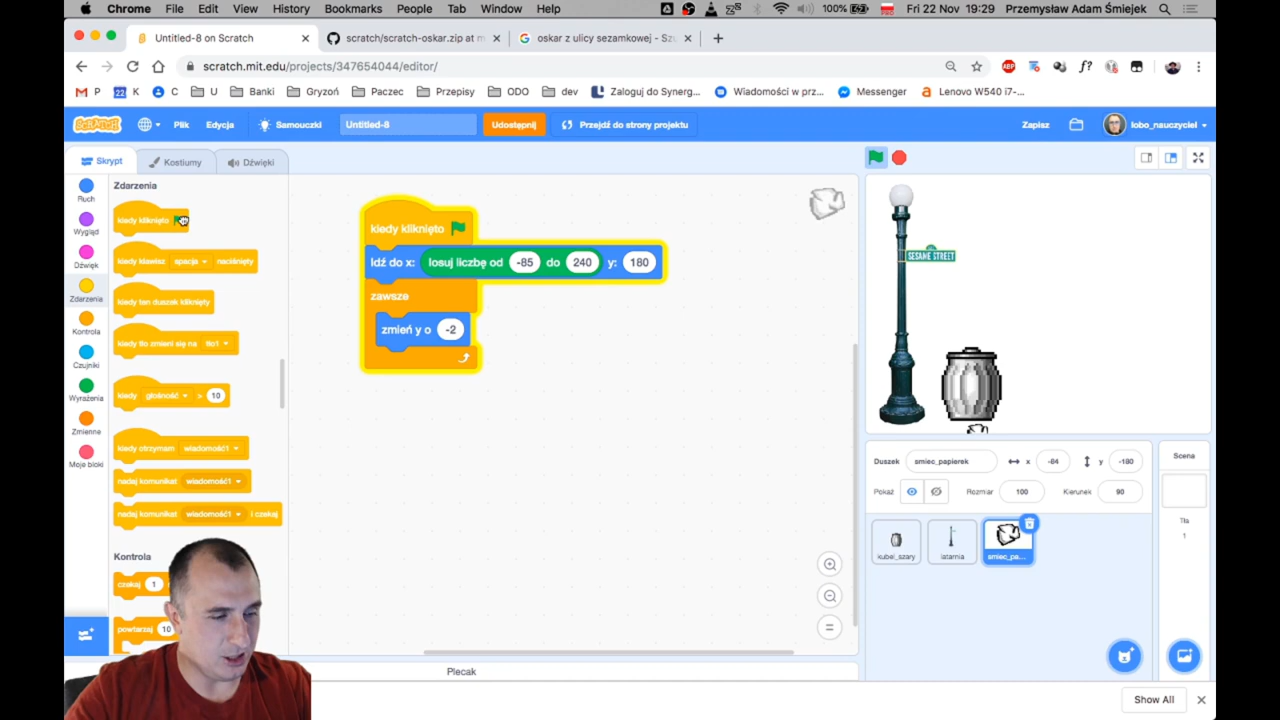 Chrome File Edit View History Bookmarks People Tab Window Help 100% Fri 22 Nov 19:29 Przemysław Adam Śmiejek
Untitled-8 on Scratch scratch/scratch-oskar.zip at m oskar z ulicy sezamkowej - Szu
scratch.mit.edu/projects/347654044/editor/
P 22 K C U Banki Gryzoń Paczec Przepisy ODO dev Zaloguj do Synerg... Wiadomości w prz... Messenger Lenovo W540 i7-...
SCRATCH Plik Edycja Samouczki Untitled-8 Udostępnij Przejdź do strony projektu Zapisz lobo_nauczyciel
Skrypt Kostiumy Dźwięki
Ruch
Wygląd
Dźwięk
Zdarzenia
Kontrola
Czujniki
Wyrażenia
Zmienne
Moje bloki
Zdarzenia
kiedy kliknięto
kiedy klawisz spacja naciśnięty
kiedy ten duszek kliknięty
kiedy tło zmieni się na tło1
kiedy głośność > 10
kiedy otrzymam wiadomość1
nadaj komunikat wiadomość1
nadaj komunikat wiadomość1 i czekaj
Kontrola
czekaj 1
powtarzaj 10
kiedy kliknięto
idź do x: losuj liczbę od -85 do 240 y: 180
zawsze
zmień y o -2
Plecak
SESAME STREET
Duszek smiec_papierek x -84 y -180
Pokaż Rozmiar 100 Kierunek 90
kubel_szary latarnia smiec_pa...
Scena
Tła
1
Show All